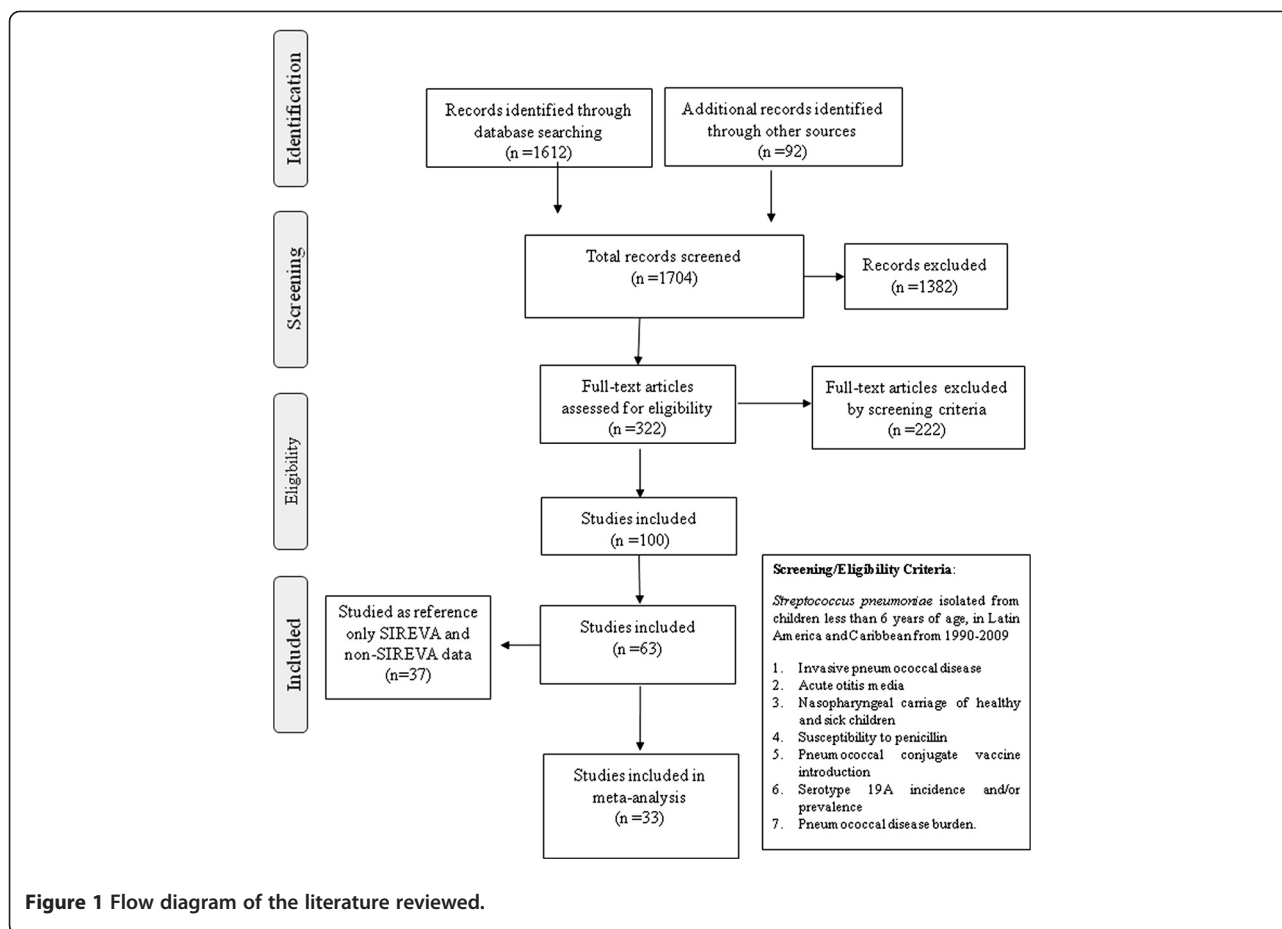 Identification
Records identified through
database searching
(n =1612)
Additional records identified
through other sources
(n =92)
Screening
Total records screened
(n =1704)
Records excluded
(n =1382)
Eligibility
Full-text articles
assessed for eligibility
(n =322)
Full-text articles excluded
by screening criteria
(n =222)
Studies included
(n =100)
Included
Studied as reference
only SIREVA and
non-SIREVA data
(n=37)
Studies included
(n =63)
Studies included in
meta-analysis
(n =33)
Screening/Eligibility Criteria:
Streptococcus pneumoniae isolated from
children less than 6 years of age, in Latin
America and Caribbean from 1990-2009
1. Invasive pneumococcal disease
2. Acute otitis media
3. Nasopharyngeal carriage of healthy
and sick children
4. Susceptibility to penicillin
5. Pneumococcal conjugate vaccine
introduction
6. Serotype 19A incidence and/or
prevalence
7. Pneumococcal disease burden.
Figure 1 Flow diagram of the literature reviewed.